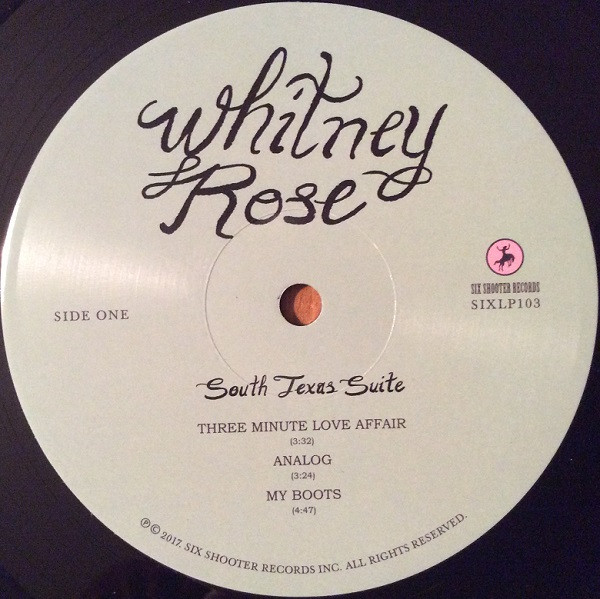 Whitney
Rose
SIX SHOOTER RECORDS
SIXLP103
SIDE ONE
South Texas Suite
THREE MINUTE LOVE AFFAIR
(3:32)
ANALOG
(3:24)
MY BOOTS
(4:47)
℗ © 2017. SIX SHOOTER RECORDS INC. ALL RIGHTS RESERVED.